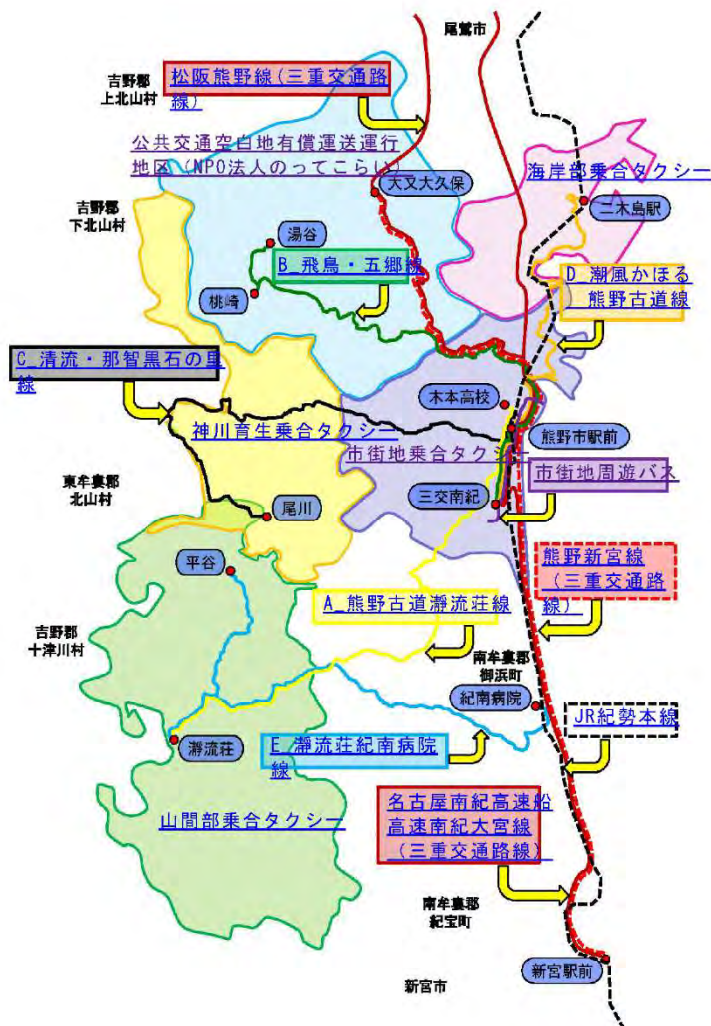 尾鷲市
吉野郡
上北山村
松阪熊野線(三重交通路
線)
公共交通空白地有償運送運行
地区(NPO法人のってこらい)
海岸部乗合タクシー
大又大久保
二木島駅
吉野郡
下北山村
湯谷
B_飛鳥・五郷線
桃崎
D_潮風かほる
熊野古道線
C_清流・那智黒石の里
線
木本高校
神川育生乗合タクシー
熊野市駅前
市街地乗合タクシー
市街地周遊バス
東牟婁郡
北山村
三交南紀
尾川
平谷
熊野新宮線
(三重交通路
線)
A_熊野古道瀞流荘線
吉野郡
十津川村
南牟婁郡
御浜町
紀南病院
JR紀勢本線
瀞流荘
E_瀞流荘紀南病院
線
名古屋南紀高速船
高速南紀大宮線
(三重交通路線)
山間部乗合タクシー
南牟婁郡
紀宝町
新宮駅前
新宮市